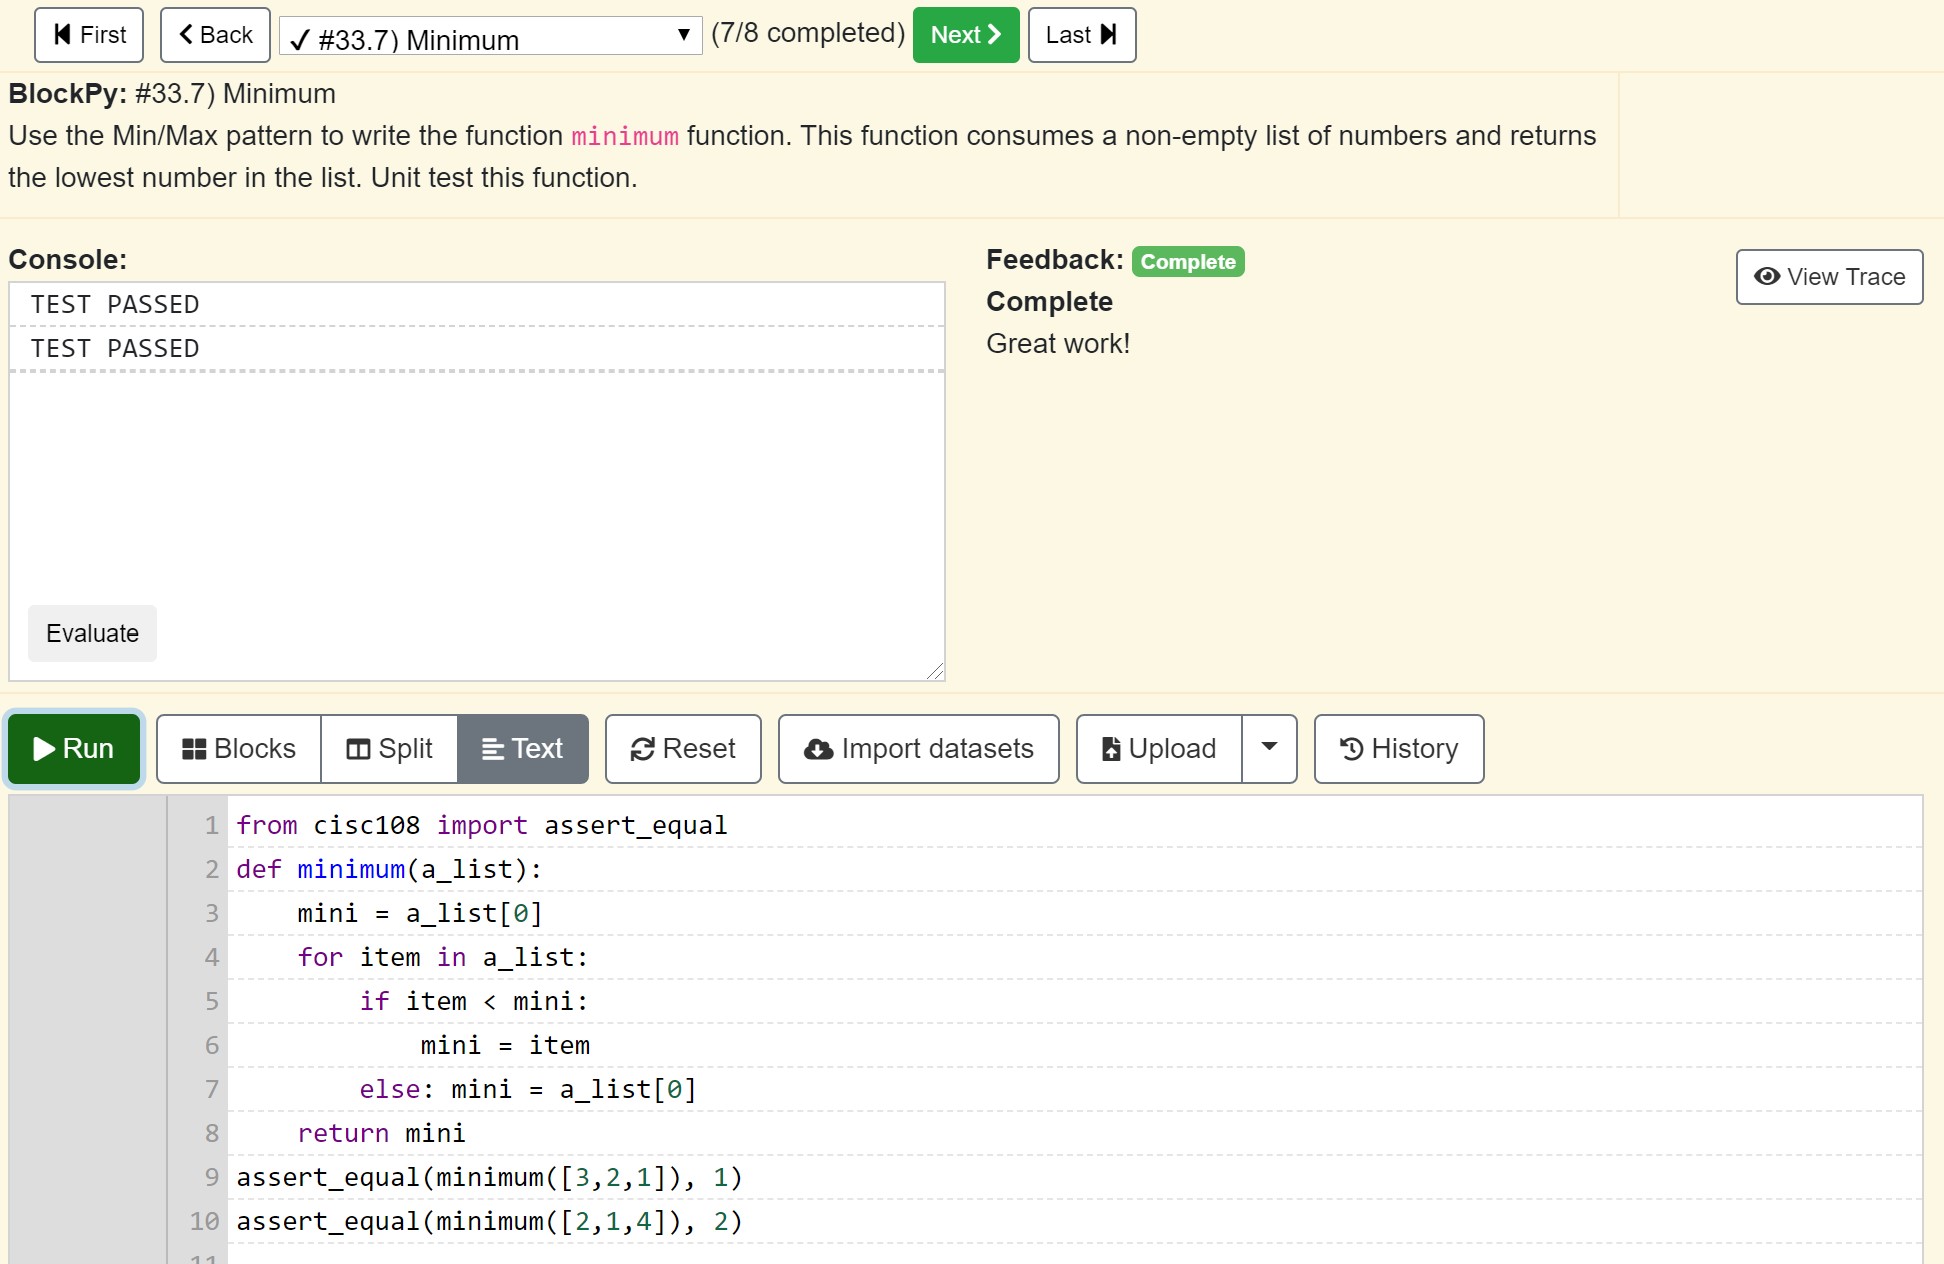 First Back ✓ #33.7) Minimum ▼ (7/8 completed) Next Last
BlockPy: #33.7) Minimum
Use the Min/Max pattern to write the function minimum function. This function consumes a non-empty list of numbers and returns
the lowest number in the list. Unit test this function.
Console:
TEST PASSED
TEST PASSED
Evaluate
Feedback: Complete
Complete
Great work!
View Trace
Run Blocks Split Text Reset Import datasets Upload History
1 from cisc108 import assert_equal
2 def minimum(a_list):
3     mini = a_list[0]
4     for item in a_list:
5         if item < mini:
6             mini = item
7         else: mini = a_list[0]
8     return mini
9 assert_equal(minimum([3,2,1]), 1)
10 assert_equal(minimum([2,1,4]), 2)
11